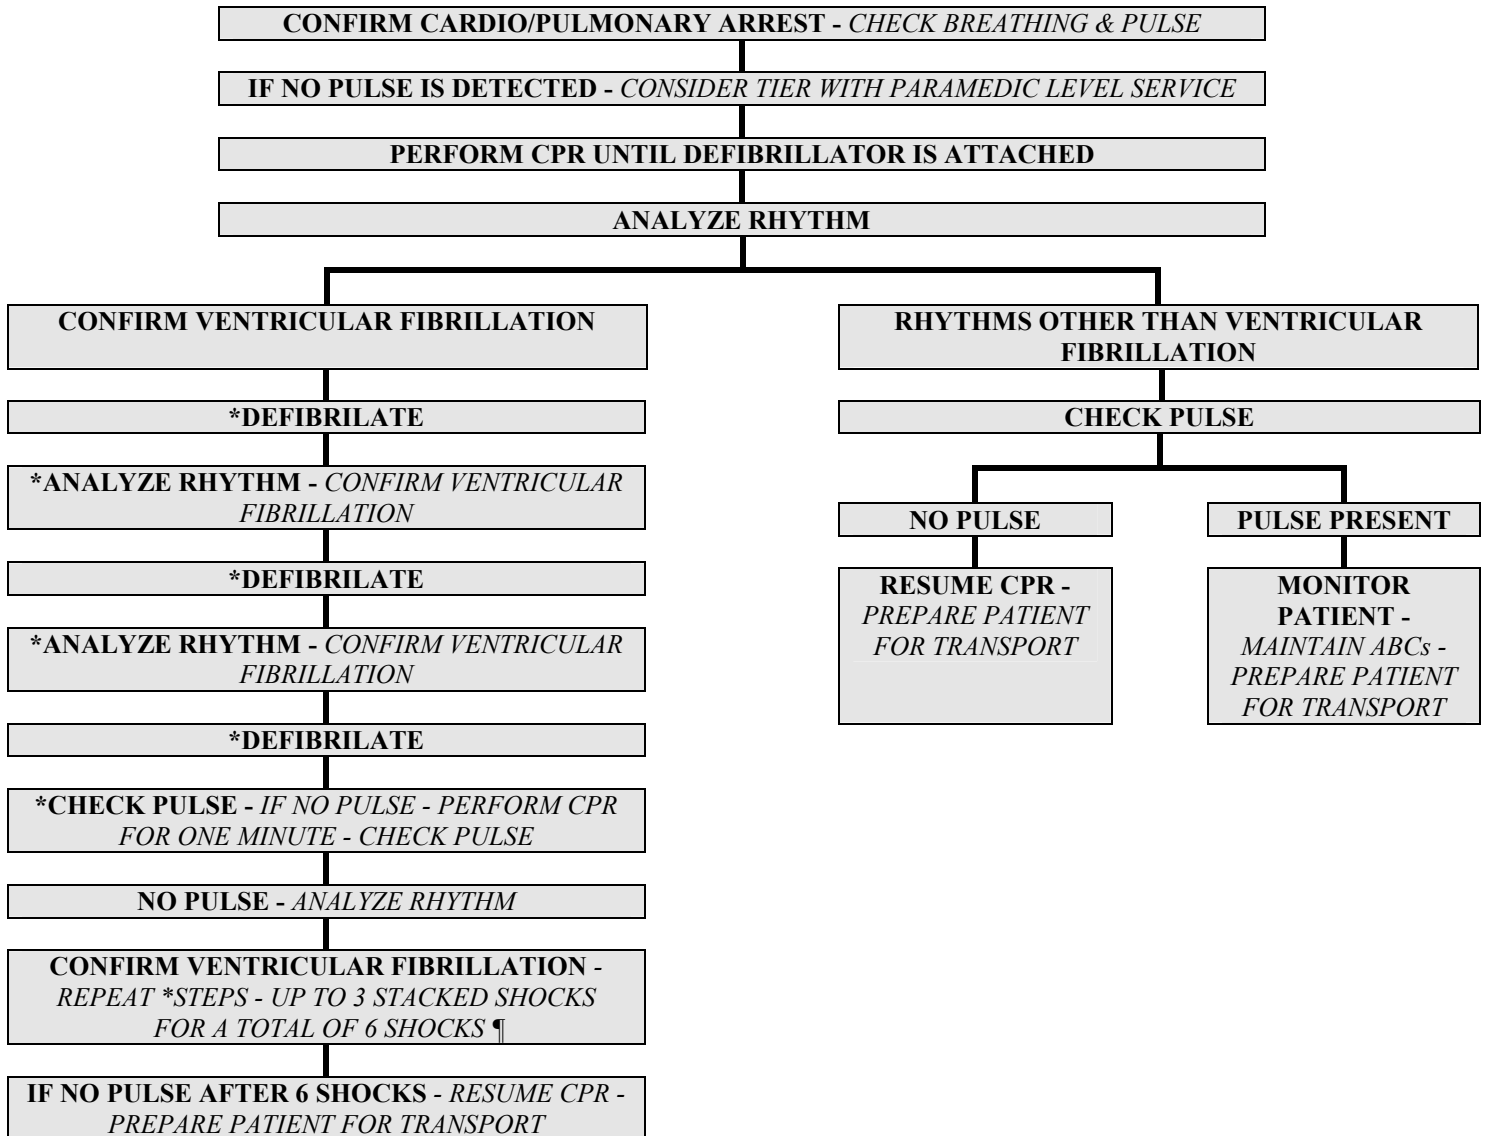 CONFIRM CARDIO/PULMONARY ARREST - CHECK BREATHING & PULSE
IF NO PULSE IS DETECTED - CONSIDER TIER WITH PARAMEDIC LEVEL SERVICE
PERFORM CPR UNTIL DEFIBRILLATOR IS ATTACHED
ANALYZE RHYTHM
CONFIRM VENTRICULAR FIBRILLATION
*DEFIBRILATE
*ANALYZE RHYTHM - CONFIRM VENTRICULAR
FIBRILLATION
*DEFIBRILATE
*ANALYZE RHYTHM - CONFIRM VENTRICULAR
FIBRILLATION
*DEFIBRILATE
*CHECK PULSE - IF NO PULSE - PERFORM CPR
FOR ONE MINUTE - CHECK PULSE
NO PULSE - ANALYZE RHYTHM
CONFIRM VENTRICULAR FIBRILLATION -
REPEAT *STEPS - UP TO 3 STACKED SHOCKS
FOR A TOTAL OF 6 SHOCKS ¶
IF NO PULSE AFTER 6 SHOCKS - RESUME CPR -
PREPARE PATIENT FOR TRANSPORT
RHYTHMS OTHER THAN VENTRICULAR
FIBRILLATION
CHECK PULSE
NO PULSE
RESUME CPR -
PREPARE PATIENT
FOR TRANSPORT
PULSE PRESENT
MONITOR
PATIENT -
MAINTAIN ABCs -
PREPARE PATIENT
FOR TRANSPORT